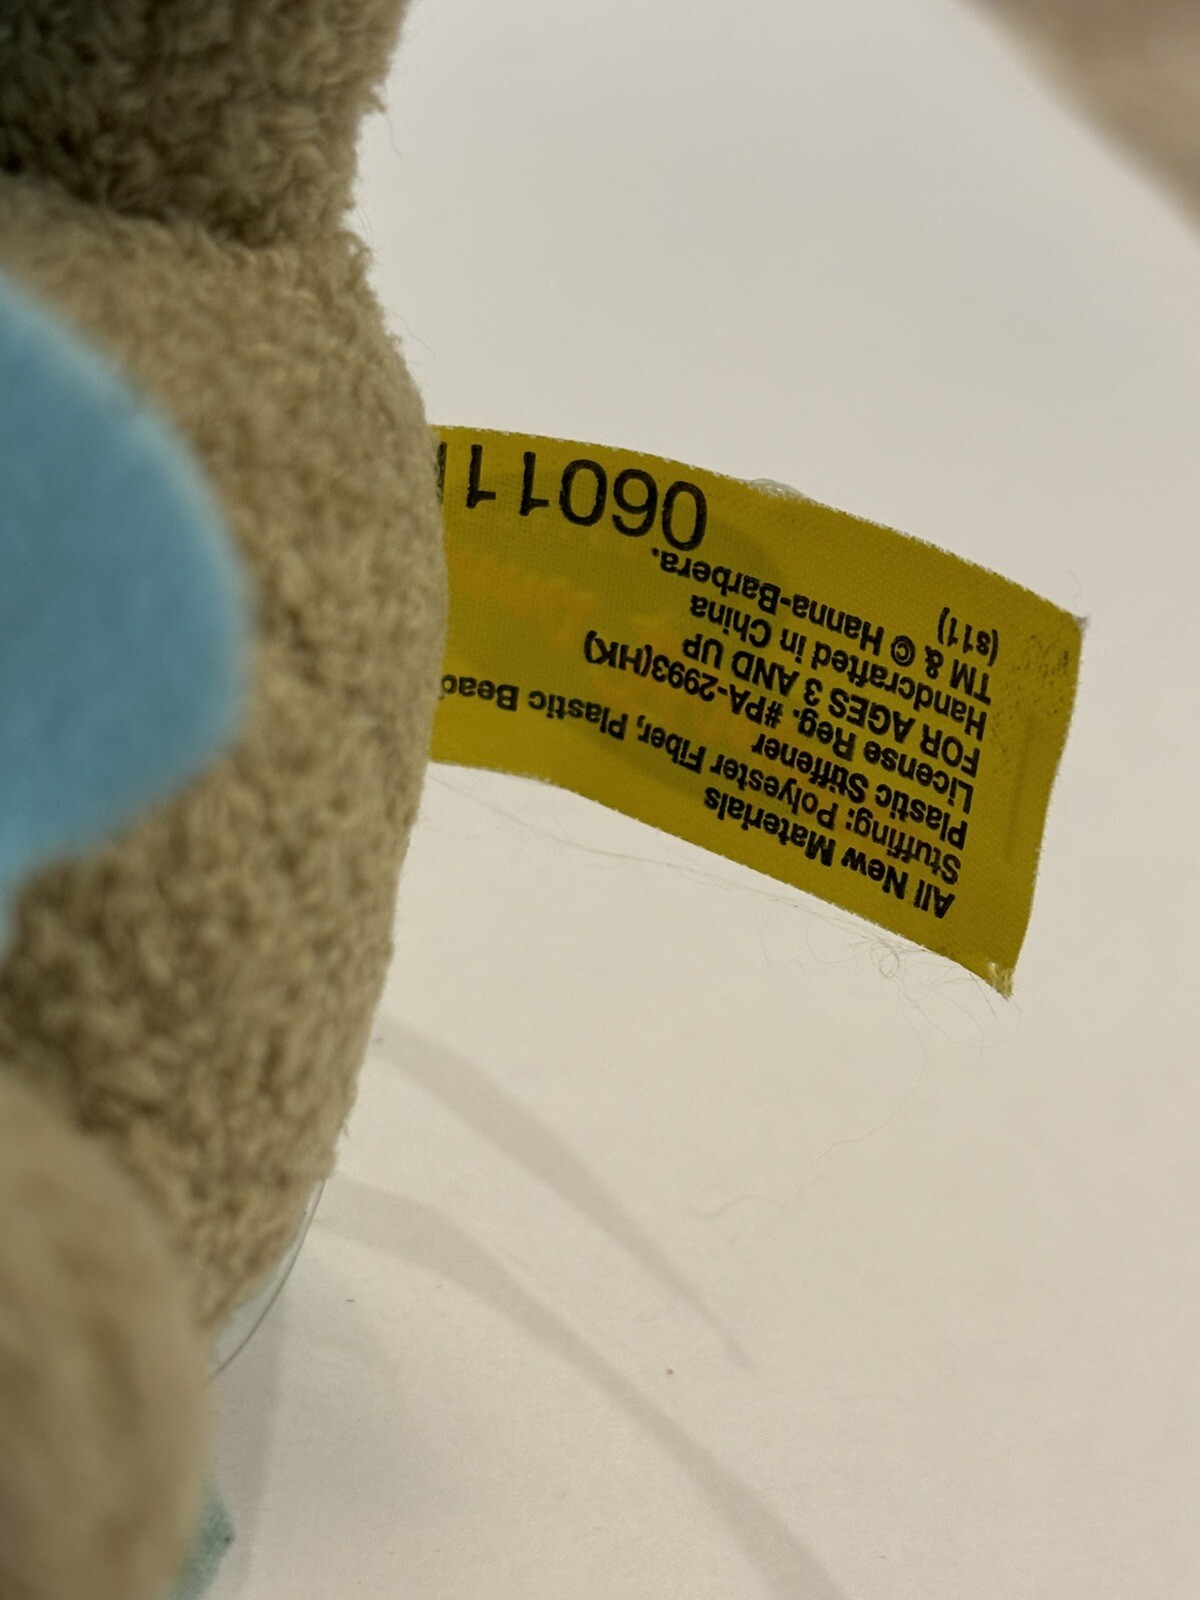 All New Materials
Stuffing: Polyester Fiber, Plastic
Plastic Stiffener
License Reg. #PA-2993(HK)
FOR AGES 3 AND UP
Handcrafted in China
TM & © Hanna-Barbera.
(s11)
06011